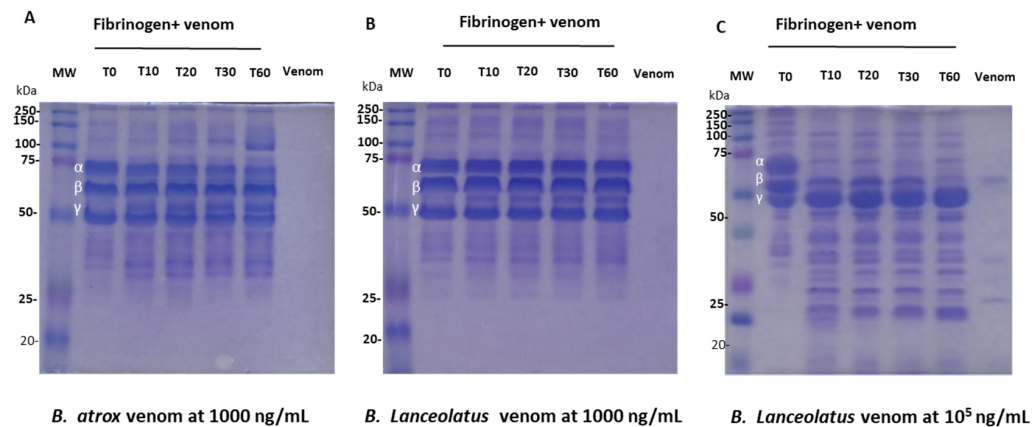 A
Fibrinogen+ venom
kDa
MW T0 T10 T20 T30 T60 Venom
250-
150-
100-
75-
α
β
γ
50-
25-
20-
B. atrox venom at 1000 ng/mL
B
Fibrinogen+ venom
kDa
MW T0 T10 T20 T30 T60 Venom
250-
150-
100-
75-
α
β
γ
50-
25-
20-
B. Lanceolatus venom at 1000 ng/mL
C
Fibrinogen+ venom
kDa
MW T0 T10 T20 T30 T60 Venom
250-
150-
100-
75-
α
β
γ
50-
25-
20-
B. Lanceolatus venom at 10⁵ ng/mL